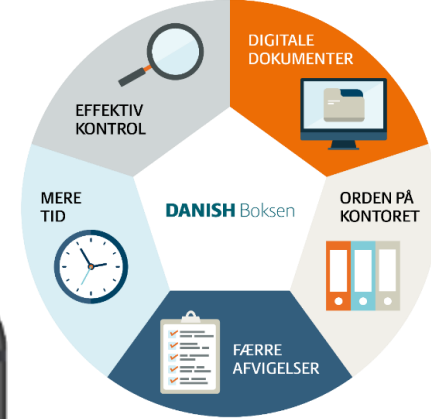 DIGITALE
DOKUMENTER
EFFEKTIV
KONTROL
MERE
TID
DANISH Boksen
ORDEN PÅ
KONTORET
FÆRRE
AFVIGELSER